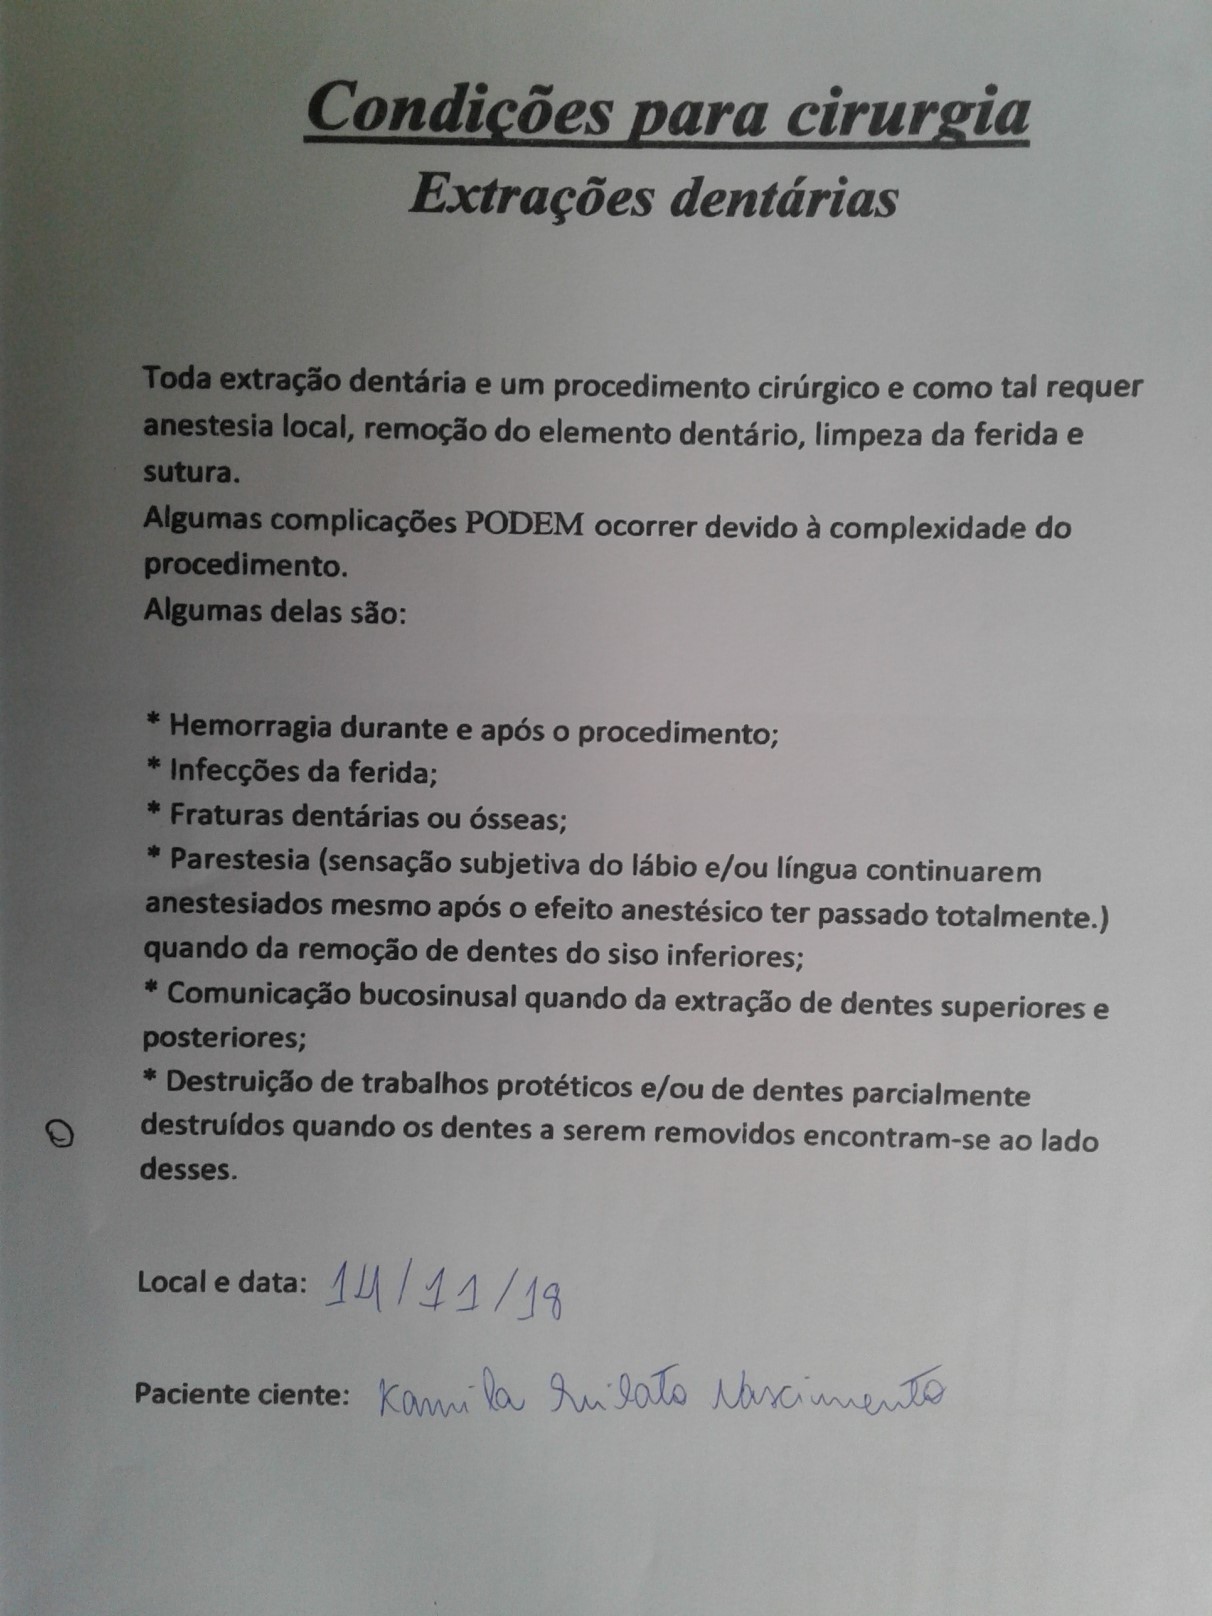 Condições para cirurgia
Extrações dentárias
Toda extração dentária e um procedimento cirúrgico e como tal requer
anestesia local, remoção do elemento dentário, limpeza da ferida e
sutura.
Algumas complicações PODEM ocorrer devido à complexidade do
procedimento.
Algumas delas são:
* Hemorragia durante e após o procedimento;
* Infecções da ferida;
* Fraturas dentárias ou ósseas;
* Parestesia (sensação subjetiva do lábio e/ou língua continuarem
anestesiados mesmo após o efeito anestésico ter passado totalmente.)
quando da remoção de dentes do siso inferiores;
* Comunicação bucosinusal quando da extração de dentes superiores e
posteriores;
* Destruição de trabalhos protéticos e/ou de dentes parcialmente
destruídos quando os dentes a serem removidos encontram-se ao lado
desses.
Local e data: 14/11/18
Paciente ciente: Kamila Nascimento